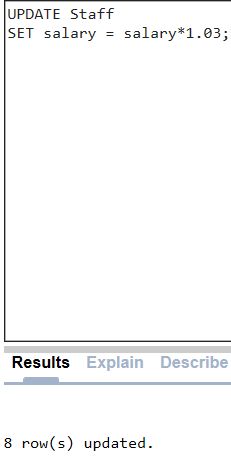 UPDATE Staff
SET salary = salary*1.03;
Results Explain Describe
8 row(s) updated.